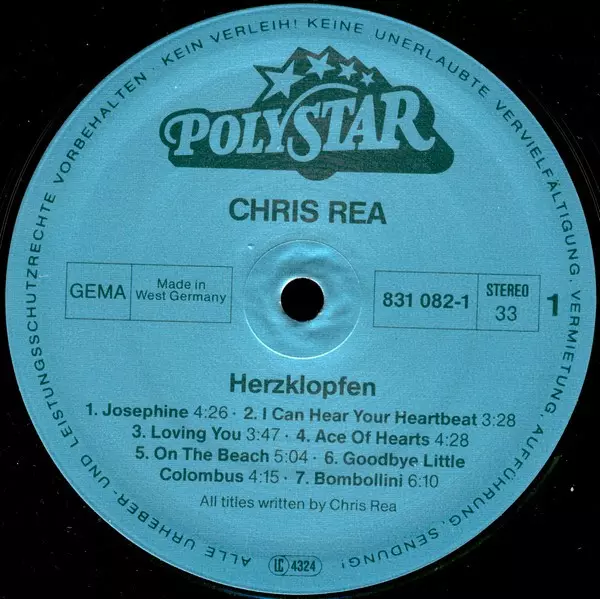 ALLE URHEBER- UND LEISTUNGSSCHUTZRECHTE VORBEHALTEN · KEIN VERLEIH! KEINE UNERLAUBTE VERVIELFÄLTIGUNG, VERMIETUNG, AUFFÜHRUNG, SENDUNG!
POLYSTAR
CHRIS REA
GEMA
Made in
West Germany
831 082-1
STEREO
33
1
Herzklopfen
1. Josephine 4:26 · 2. I Can Hear Your Heartbeat 3:28
3. Loving You 3:47 · 4. Ace Of Hearts 4:28
5. On The Beach 5:04 · 6. Goodbye Little
Colombus 4:15 · 7. Bombollini 6:10
All titles written by Chris Rea
LC 4324